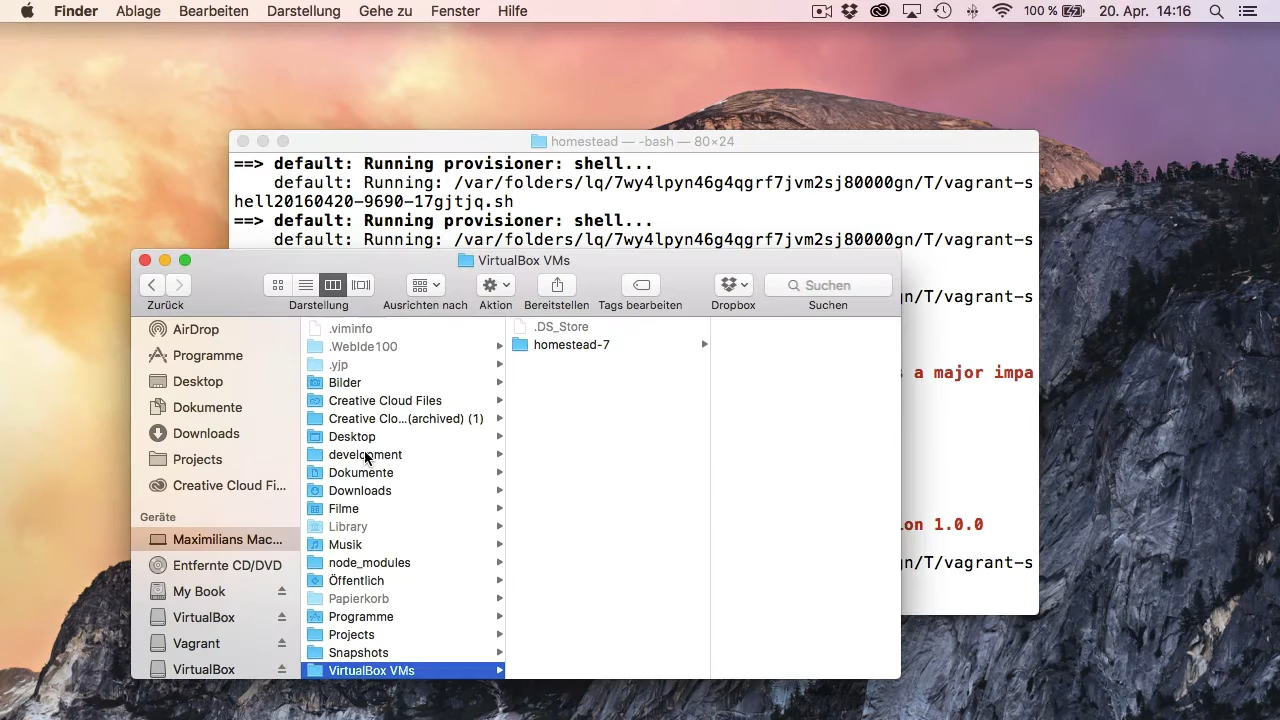 Finder Ablage Bearbeiten Darstellung Gehe zu Fenster Hilfe 100 % 20. Apr. 14:16
homestead — -bash — 80×24
==> default: Running provisioner: shell...
default: Running: /var/folders/lq/7wy4lpyn46g4qgrf7jvm2sj80000gn/T/vagrant-s
hell20160420-9690-17gjtjq.sh
==> default: Running provisioner: shell...
default: Running: /var/folders/lq/7wy4lpyn46g4qgrf7jvm2sj80000gn/T/vagrant-s
gn/T/vagrant-s
a major impa
ion 1.0.0
gn/T/vagrant-s
VirtualBox VMs
Suchen
Zurück Darstellung Ausrichten nach Aktion Bereitstellen Tags bearbeiten Dropbox Suchen
AirDrop
Programme
Desktop
Dokumente
Downloads
Projects
Creative Cloud Fi...
Geräte
Maximilians Mac...
Entfernte CD/DVD
My Book
VirtualBox
Vagrant
VirtualBox
.viminfo
.WebIde100
.yjp
Bilder
Creative Cloud Files
Creative Clo...(archived) (1)
Desktop
development
Dokumente
Downloads
Filme
Library
Musik
node_modules
Öffentlich
Papierkorb
Programme
Projects
Snapshots
VirtualBox VMs
.DS_Store
homestead-7